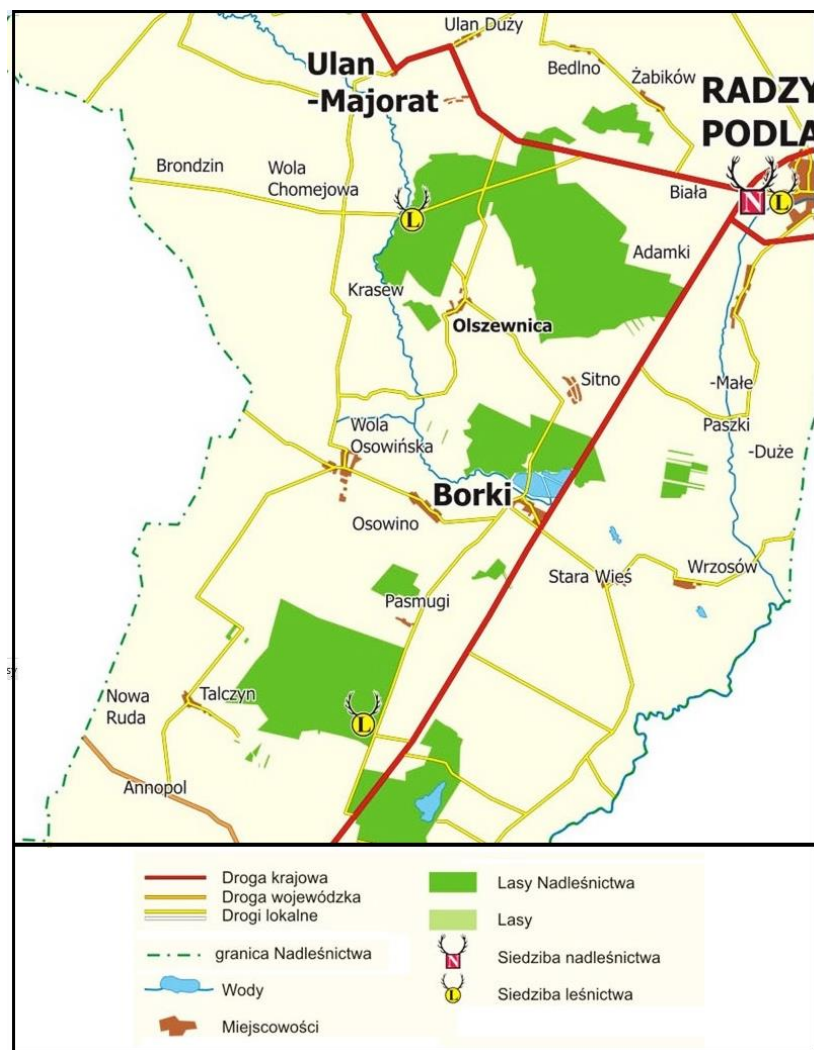 Ulan Duży
Ulan
-Majorat
Bedlno
Żabików
RADZY
PODLA
Brondzin
Wola
Chomejowa
Biała
N
L
L
Adamki
Krasew
Olszewnica
Sitno
-Małe
Paszki
-Duże
Wola
Osowińska
Borki
Osowino
Stara Wieś
Wrzosów
Pasmugi
sy
Nowa
Ruda
Talczyn
L
Annopol
Droga krajowa
Droga wojewódzka
Drogi lokalne
granica Nadleśnictwa
Wody
Miejscowości
Lasy Nadleśnictwa
Lasy
N
Siedziba nadleśnictwa
L
Siedziba leśnictwa